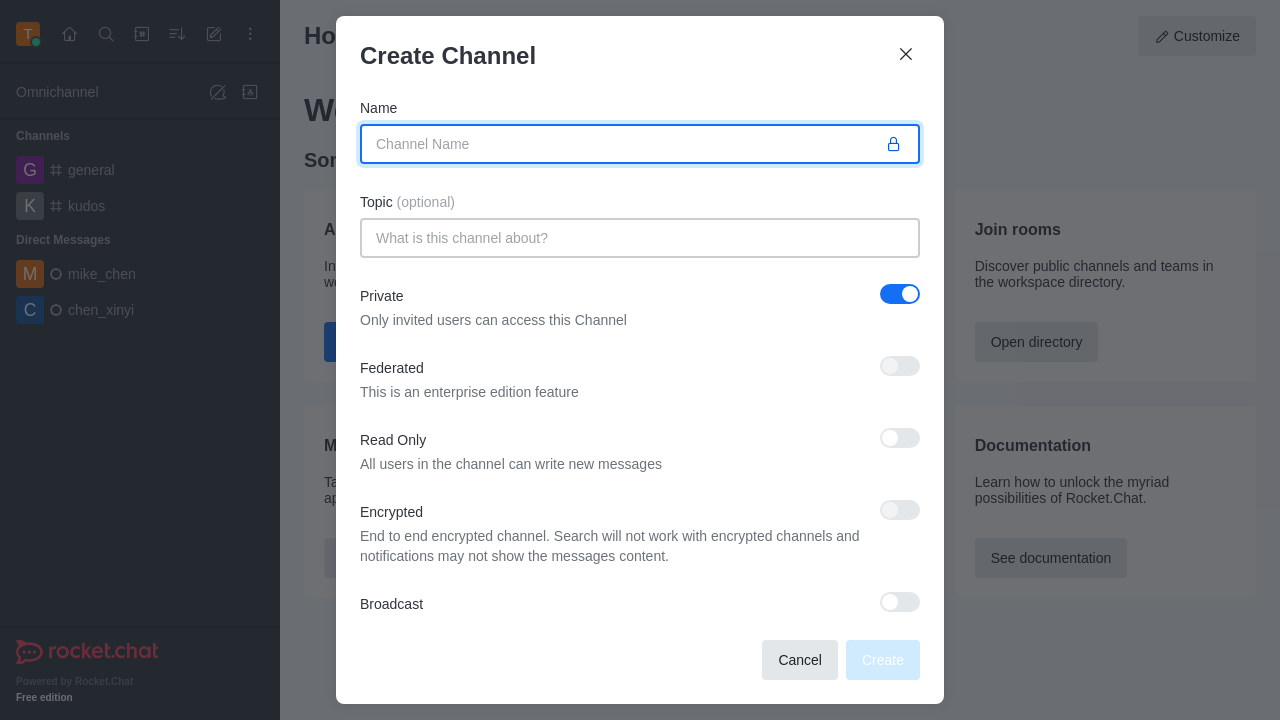 T
Omnichannel
Channels
G general
K kudos
Direct Messages
M mike_chen
C chen_xinyi
rocket.chat
Powered by Rocket.Chat
Free edition
Ho
Customize
Create Channel
Name
Channel Name
Topic (optional)
What is this channel about?
Private
Only invited users can access this Channel
Federated
This is an enterprise edition feature
Read Only
All users in the channel can write new messages
Encrypted
End to end encrypted channel. Search will not work with encrypted channels and
notifications may not show the messages content.
Broadcast
Cancel
Create
Join rooms
Discover public channels and teams in
the workspace directory.
Open directory
Documentation
Learn how to unlock the myriad
possibilities of Rocket.Chat.
See documentation